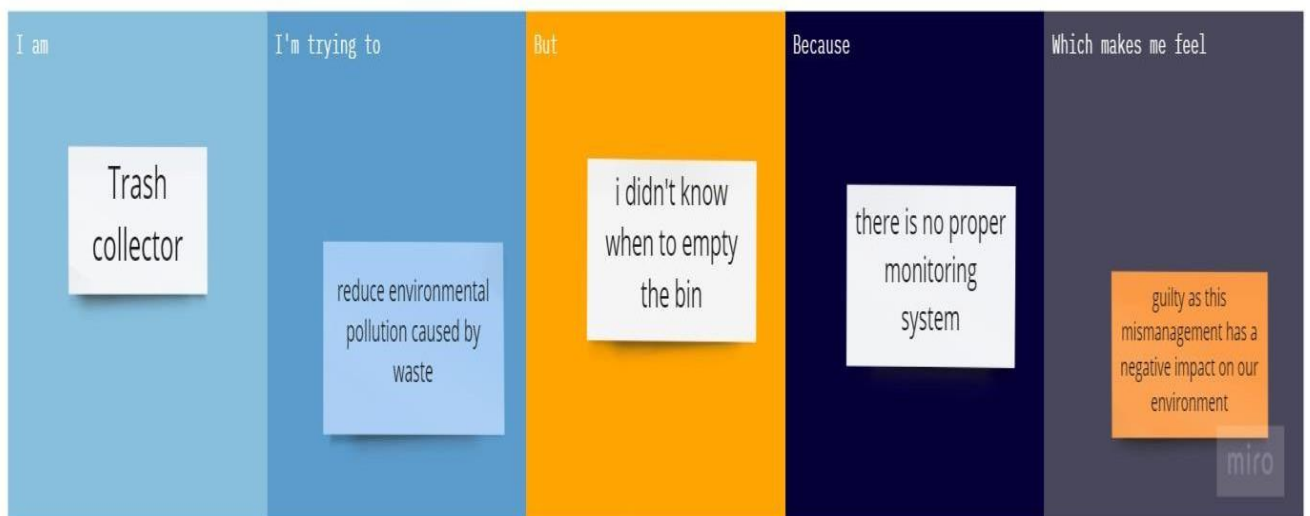 I am
Trash
collector
I'm trying to
reduce environmental
pollution caused by
waste
But
i didn't know
when to empty
the bin
Because
there is no proper
monitoring
system
Which makes me feel
guilty as this
mismanagement has a
negative impact on our
environment
miro